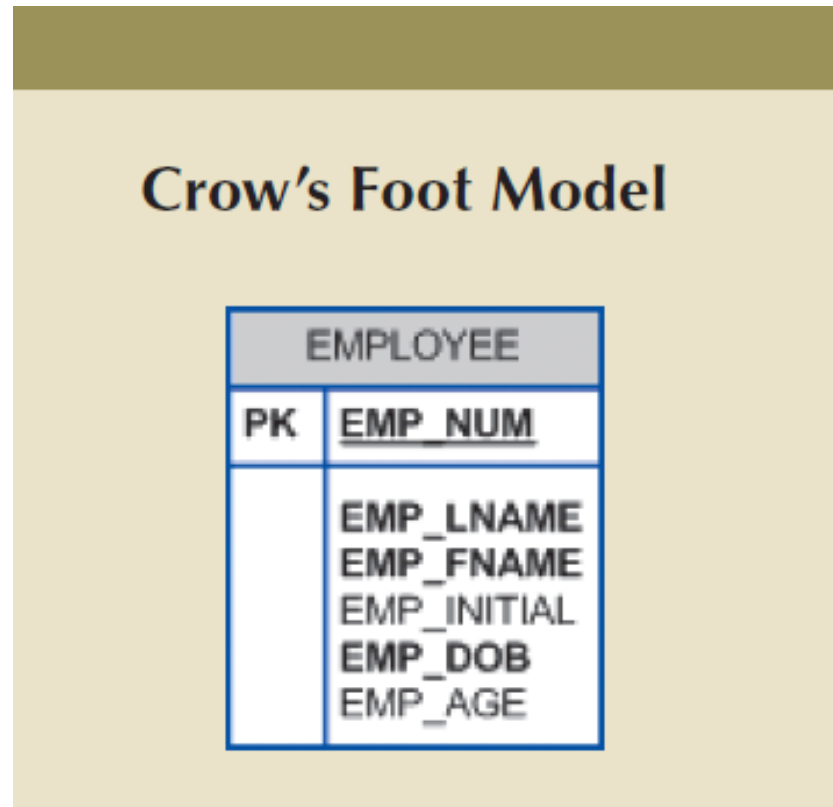 Crow's Foot Model
EMPLOYEE
PK EMP_NUM
EMP_LNAME
EMP_FNAME
EMP_INITIAL
EMP_DOB
EMP_AGE